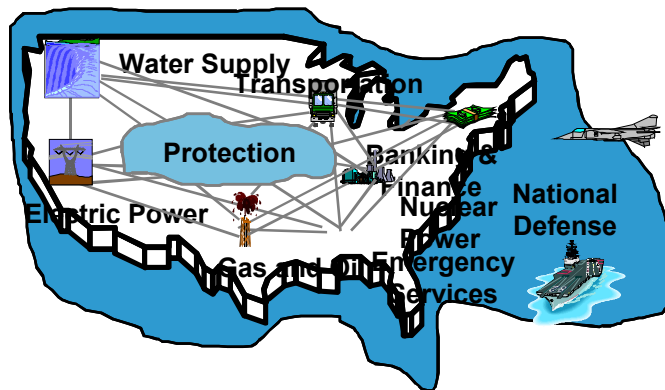 Water Supply
Transportation
Protection
Banking &
Finance
National
Defense
Electric Power
Nuclear
Power
Gas and Oil
Emergency
Services